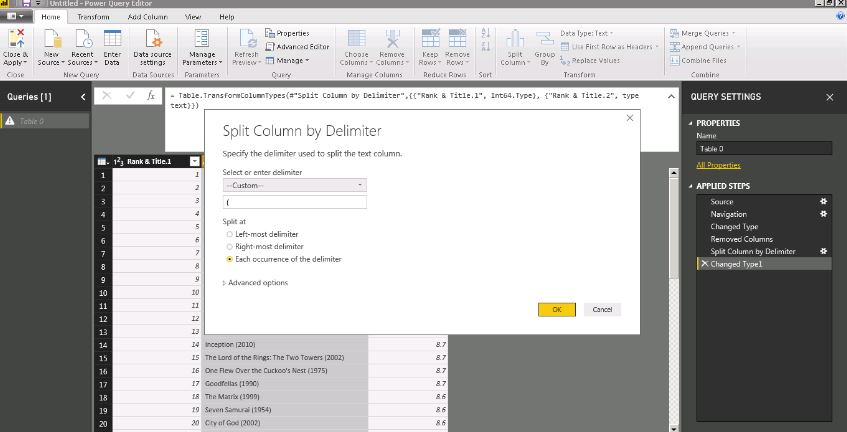 Untitled - Power Query Editor
Home Transform Add Column View Help
Close & Apply
New Source
Recent Sources
Enter Data
Data source settings
Manage Parameters
Refresh Preview
Properties
Advanced Editor
Manage
Choose Columns
Remove Columns
Keep Rows
Remove Rows
Split Column
Group By
Data Type: Text
Use First Row as Headers
Replace Values
Merge Queries
Append Queries
Combine Files
Close New Query Data Sources Parameters Query Manage Columns Reduce Rows Sort Transform Combine
Queries [1]
Table 0
fx
= Table.TransformColumnTypes(#"Split Column by Delimiter",{{"Rank & Title.1", Int64.Type}, {"Rank & Title.2", type
text}})
Split Column by Delimiter
Specify the delimiter used to split the text column.
Select or enter delimiter
--Custom--
(
Split at
Left-most delimiter
Right-most delimiter
Each occurrence of the delimiter
Advanced options
OK Cancel
1²3 Rank & Title.1
1 1
2 2
3 3
4 4
5 5
6 6
7 7
8 8
9 9
10 10
11 11
12 12
13 13
14 14 Inception (2010) 8.7
15 15 The Lord of the Rings: The Two Towers (2002) 8.7
16 16 One Flew Over the Cuckoo's Nest (1975) 8.7
17 17 Goodfellas (1990) 8.7
18 18 The Matrix (1999) 8.6
19 19 Seven Samurai (1954) 8.6
20 20 City of God (2002) 8.6
QUERY SETTINGS
PROPERTIES
Name
Table 0
All Properties
APPLIED STEPS
Source
Navigation
Changed Type
Removed Columns
Split Column by Delimiter
Changed Type1